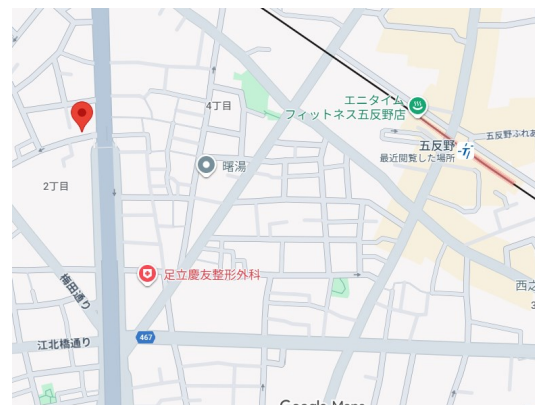 エニタイム
フィットネス五反野店
4丁目
五反野ふれあ
五反野
最近閲覧した場所
曙湯
2丁目
足立慶友整形外科
梅田通り
西之
3
467
江北橋通り
Google Maps